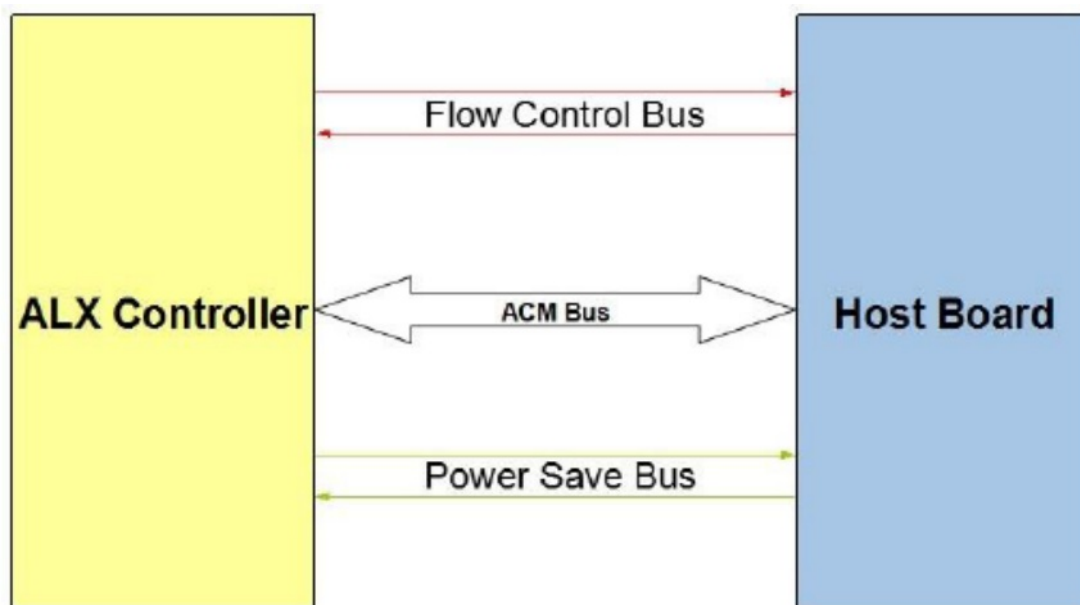 Flow Control Bus
ALX Controller
ACM Bus
Host Board
Power Save Bus